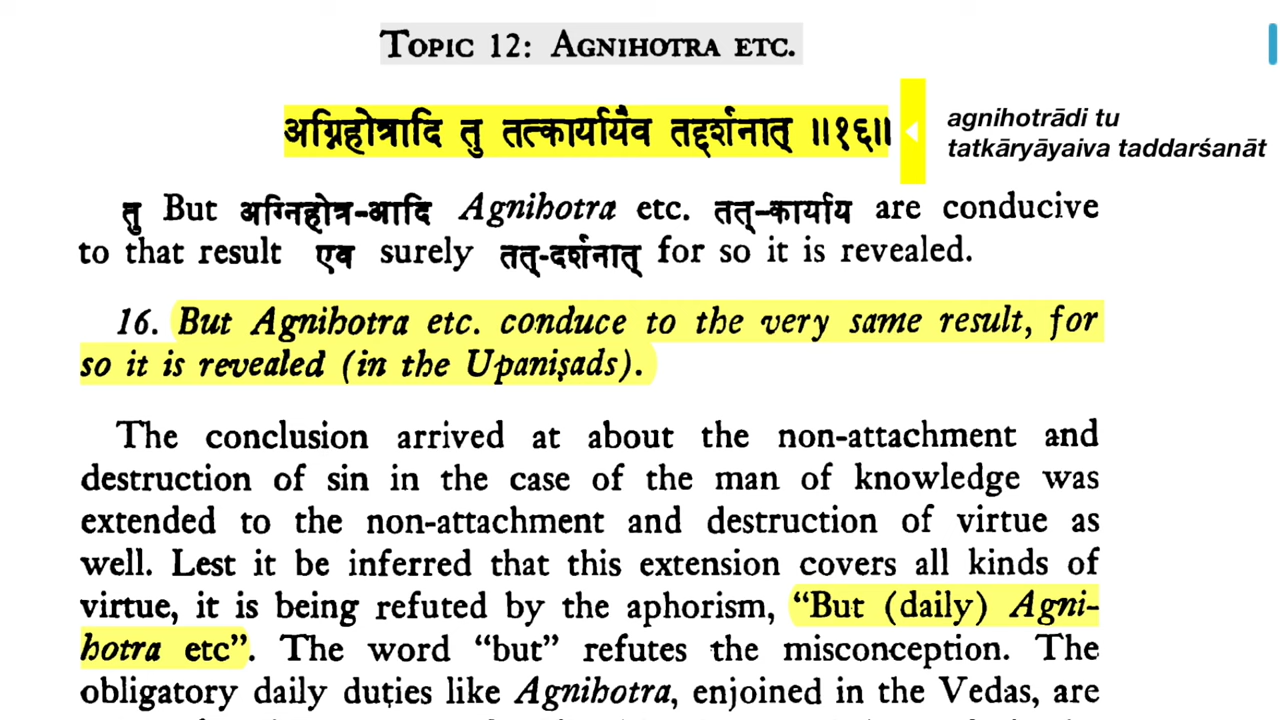 TOPIC 12: AGNIHOTRA ETC.
अग्निहोत्रादि तु तत्कार्यायैव तद्दर्शनात् ॥१६॥
agnihotrādi tu
tatkāryāyaiva taddarśanāt
तु But अग्निहोत्र-आदि Agnihotra etc. तत्-कार्याय are conducive
to that result एव surely तत्-दर्शनात् for so it is revealed.
16. But Agnihotra etc. conduce to the very same result, for
so it is revealed (in the Upaniṣads).
The conclusion arrived at about the non-attachment and
destruction of sin in the case of the man of knowledge was
extended to the non-attachment and destruction of virtue as
well. Lest it be inferred that this extension covers all kinds of
virtue, it is being refuted by the aphorism, “But (daily) Agni-
hotra etc”. The word “but” refutes the misconception. The
obligatory daily duties like Agnihotra, enjoined in the Vedas, are